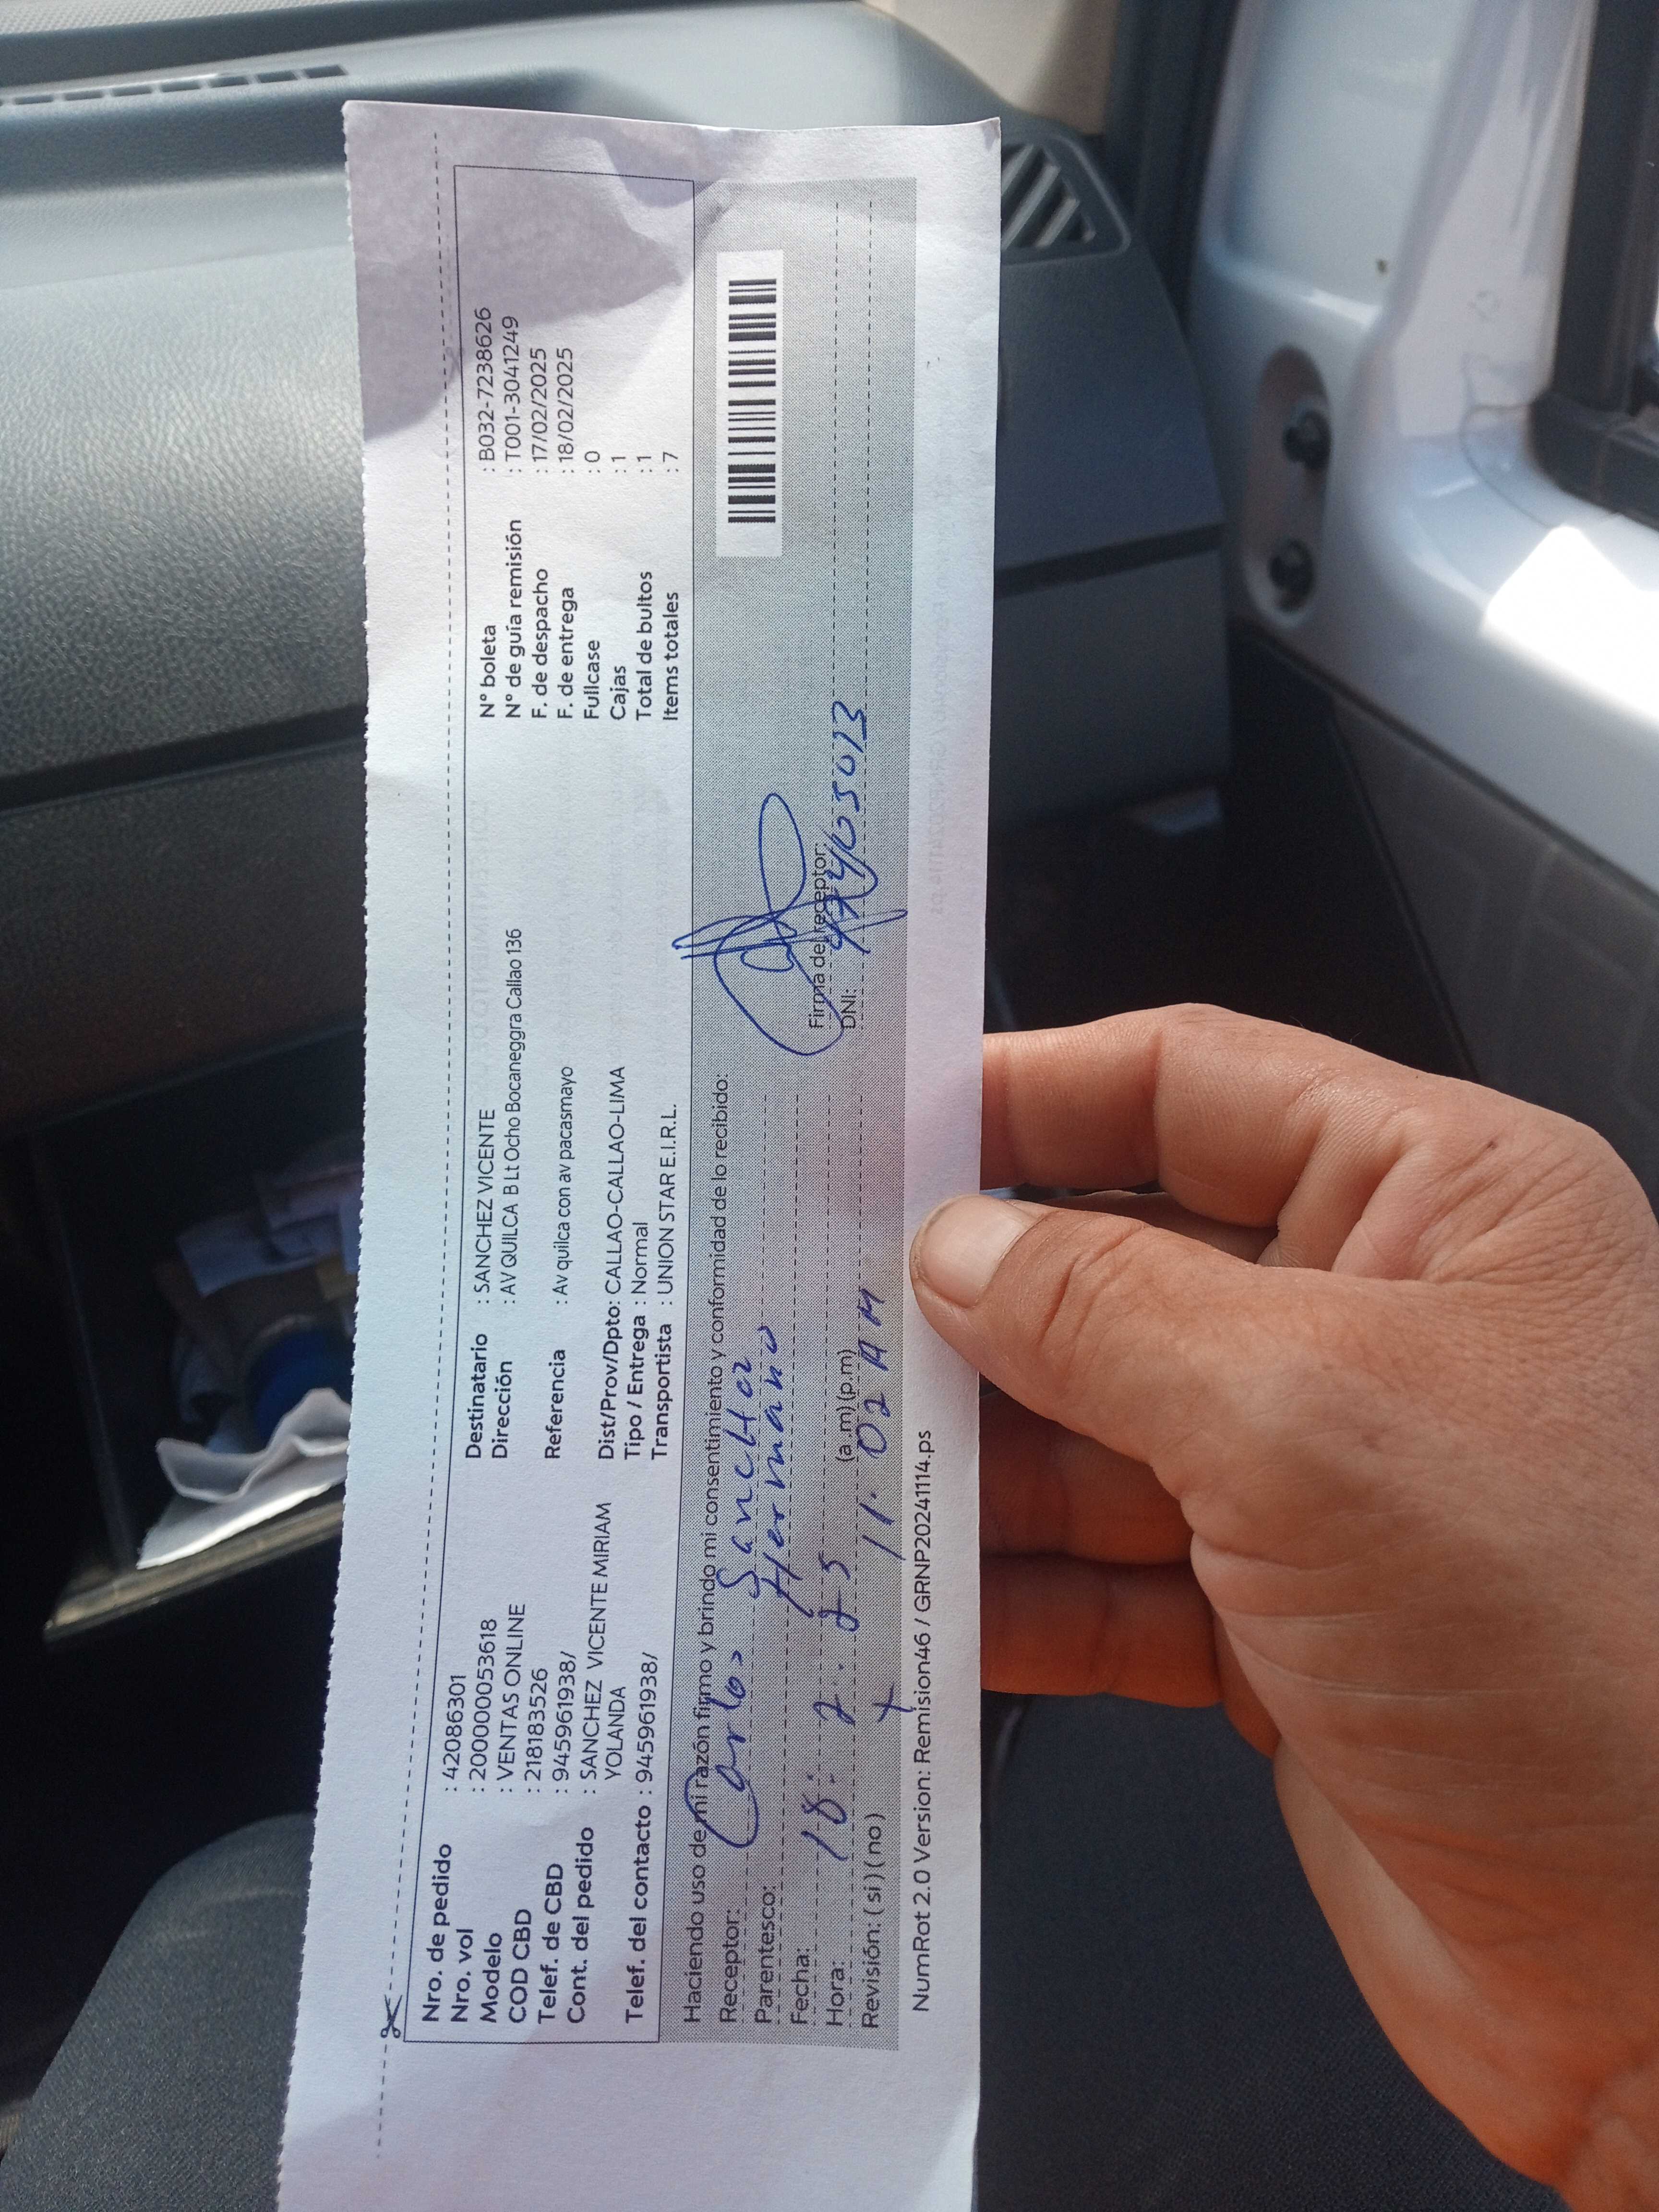 Nro. de pedido : 42086301
Nro. vol : 2000000053618
Modelo : VENTAS ONLINE
COD CBD : 218183526
Telef. de CBD : 945961938/
Cont. del pedido : SANCHEZ VICENTE MIRIAM
YOLANDA
Telef. del contacto : 945961938/
Destinatario : SANCHEZ VICENTE
Dirección : AV QUILCA B Lt Ocho Bocaneggra Callao 136
Referencia : Av quilca con av pacasmayo
Dist/Prov/Dpto: CALLAO-CALLAO-LIMA
Tipo / Entrega : Normal
Transportista : UNION STAR E.I.R.L.
N° boleta : B032-7238626
N° de guía remisión : T001-3041249
F. de despacho : 17/02/2025
F. de entrega : 18/02/2025
Fullcase : 0
Cajas : 1
Total de bultos : 1
Items totales : 7
Haciendo uso de mi razón firmo y brindo mi consentimiento y conformidad de lo recibido:
Receptor: Carlos Sanchez
Parentesco: Hermano
Fecha: 18. 2. 25
Hora: (a .m) (p.m) 11. 02 AM
Revisión: ( si ) ( no ) X
Firma del receptor:
DNI:
NumRot 2.0 Version: Remision46 / GRNP20241114.ps